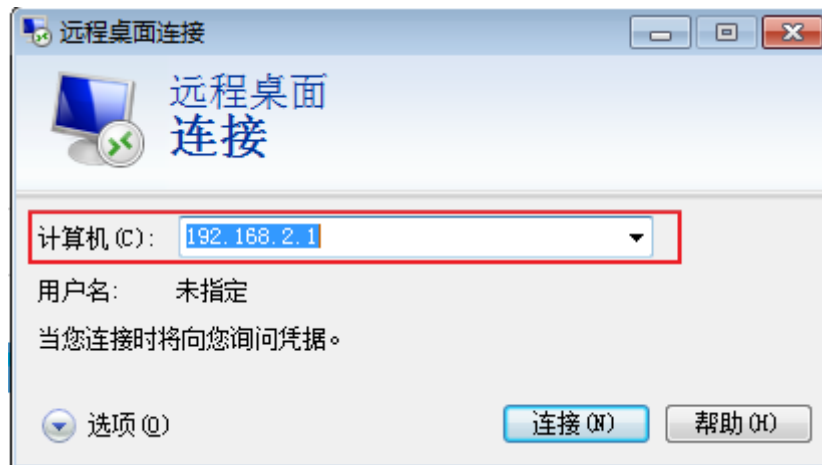 远程桌面连接
远程桌面
连接
计算机(C): 192.168.2.1
用户名: 未指定
当您连接时将向您询问凭据。
选项(O) 连接(N) 帮助(H)